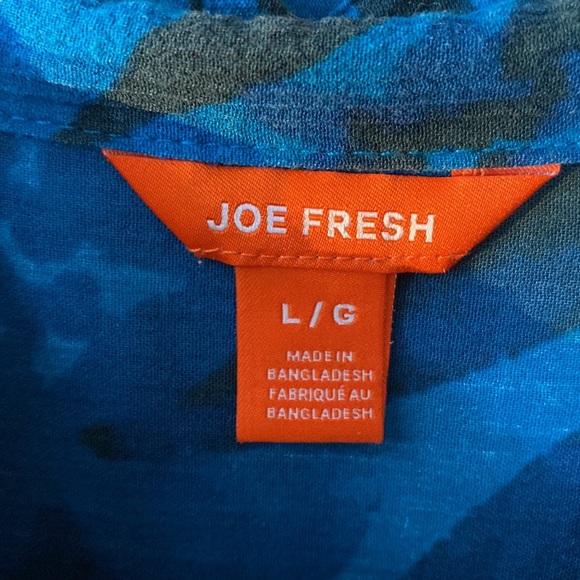 JOE FRESH
L / G
MADE IN
BANGLADESH
FABRIQUÉ AU
BANGLADESH